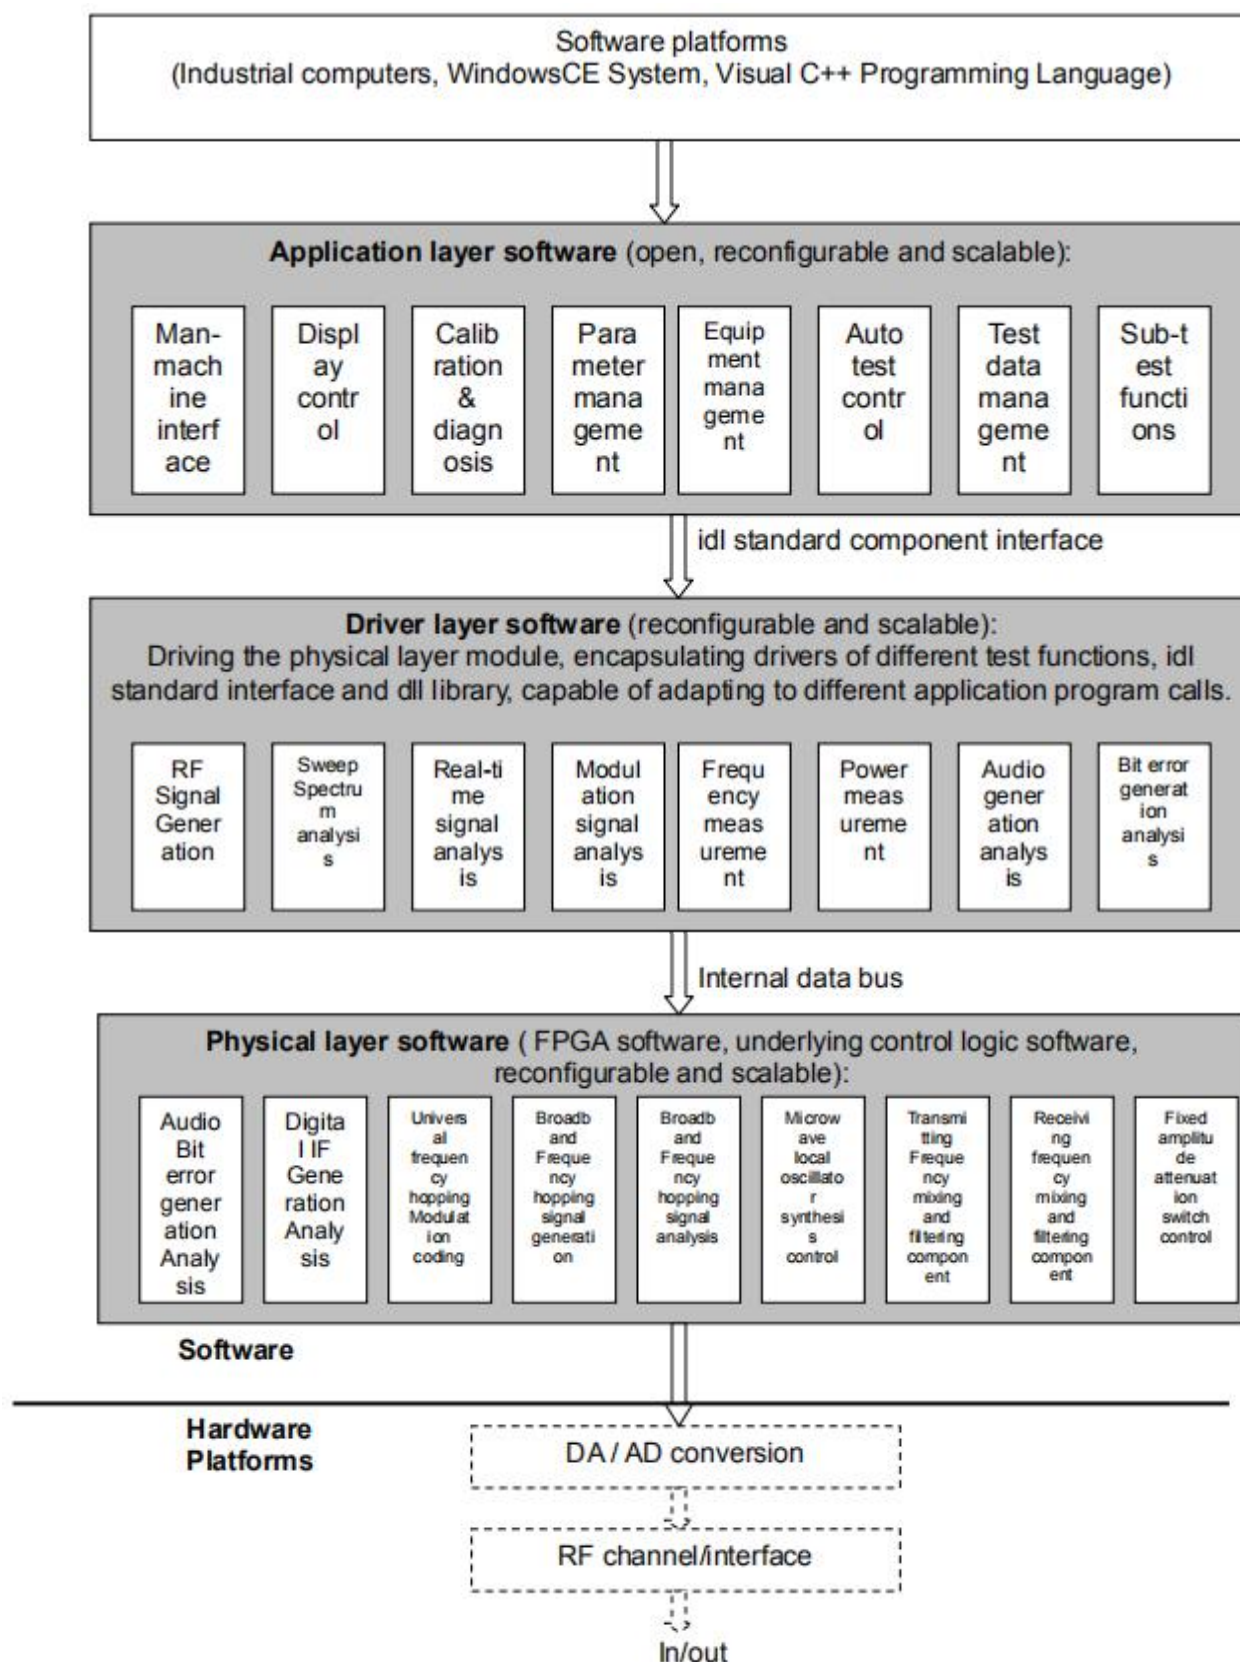 Software platforms
(Industrial computers, WindowsCE System, Visual C++ Programming Language)
Application layer software (open, reconfigurable and scalable):
Man-
mach
ine
interf
ace
Displ
ay
contr
ol
Calib
ration
&
diagn
osis
Para
meter
mana
geme
nt
Equip
ment
mana
geme
nt
Auto
test
contr
ol
Test
data
mana
geme
nt
Sub-t
est
functi
ons
idl standard component interface
Driver layer software (reconfigurable and scalable):
Driving the physical layer module, encapsulating drivers of different test functions, idl
standard interface and dll library, capable of adapting to different application program calls.
RF
Signal
Gener
ation
Sweep
Spectru
m
analysi
s
Real-ti
me
signal
analys
is
Modul
ation
signal
analys
is
Frequ
ency
meas
ureme
nt
Power
meas
ureme
nt
Audio
gener
ation
analys
is
Bit error
generat
ion
analysi
s
Internal data bus
Physical layer software ( FPGA software, underlying control logic software,
reconfigurable and scalable):
Audio
Bit
error
gener
ation
Analy
sis
Digita
l IF
Gene
ration
Analy
sis
Univers
al
frequen
cy
hopping
Modulat
ion
coding
Broadb
and
Freque
ncy
hopping
signal
generati
on
Broadb
and
Freque
ncy
hopping
signal
analysis
Microw
ave
local
oscillato
r
synthesi
s
control
Transmi
tting
Freque
ncy
mixing
and
filtering
compon
ent
Receivi
ng
frequen
cy
mixing
and
filtering
compon
ent
Fixed
amplitu
de
attenuat
ion
switch
control
Software
Hardware
Platforms
DA / AD conversion
RF channel/interface
In/out